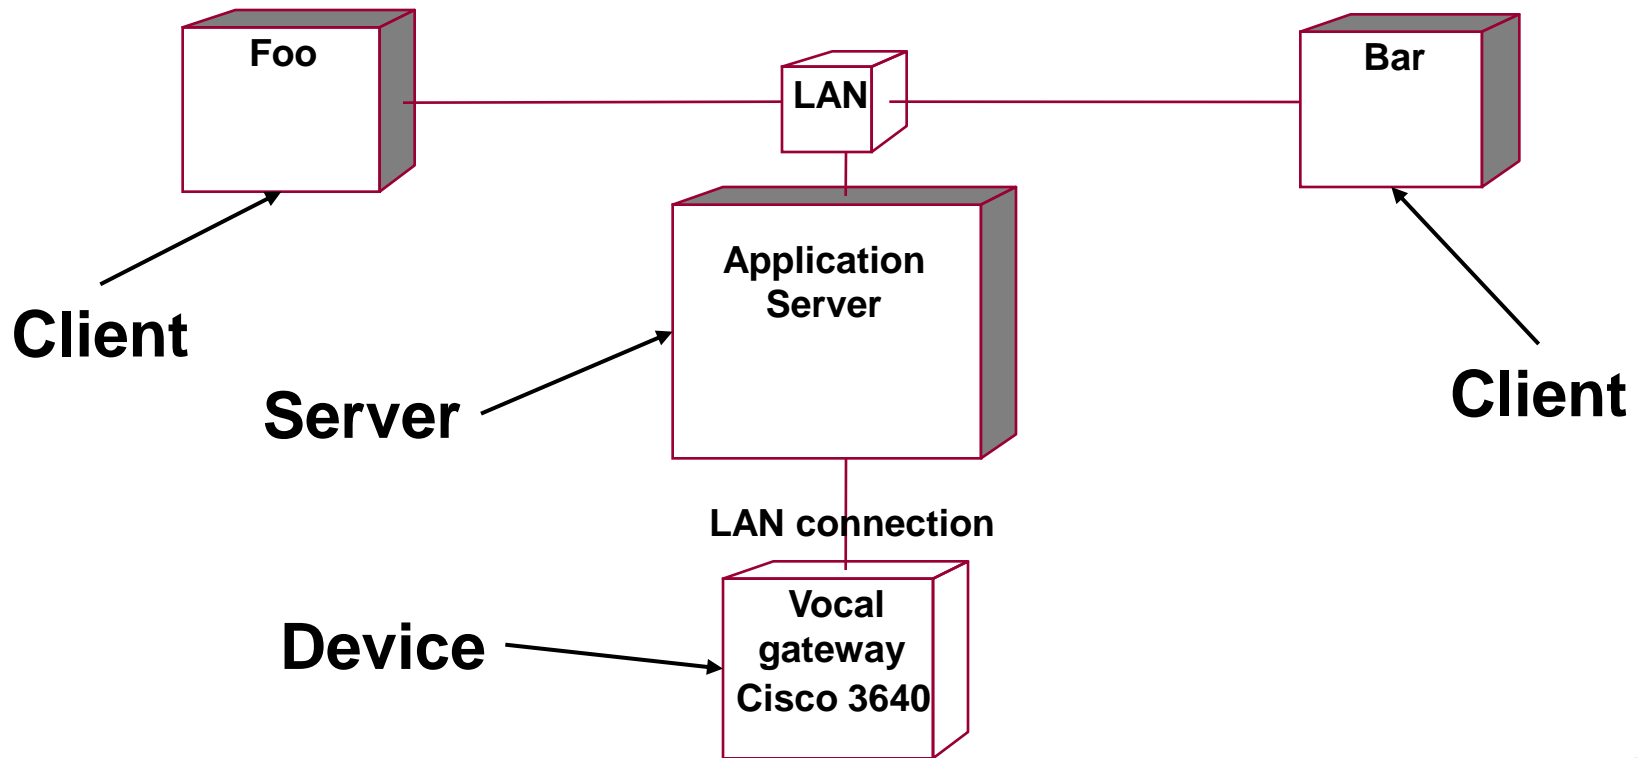 Foo
LAN
Bar
Application
Server
Client
Server
Client
LAN connection
Vocal
gateway
Cisco 3640
Device